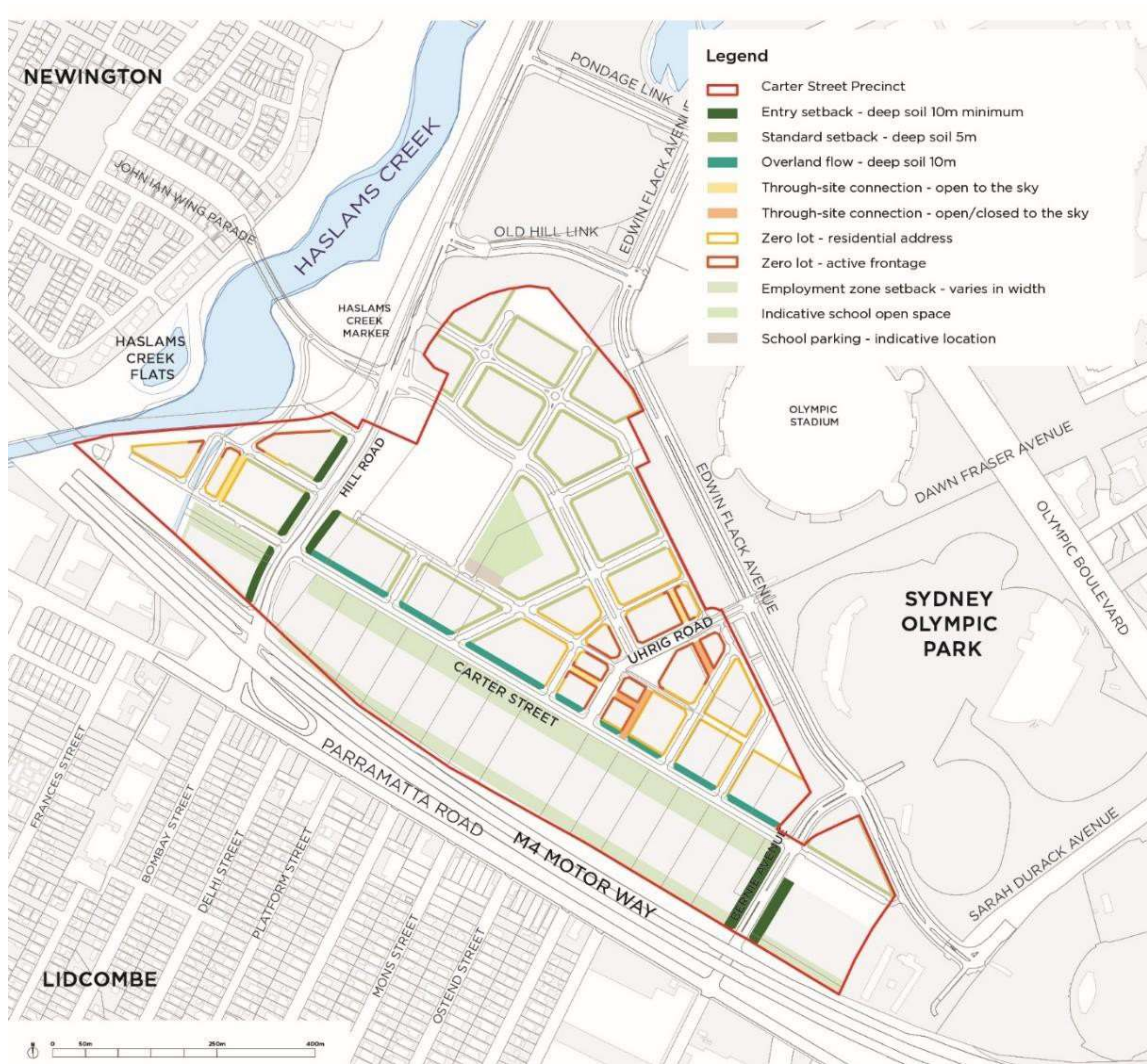 NEWINGTON
JOHN IAN WING PARADE
HASLAMS CREEK
PONDAGE LINK
EDWIN FLACK AVENUE
OLD HILL LINK
HASLAMS
CREEK
MARKER
HASLAMS
CREEK
FLATS
Legend
Carter Street Precinct
Entry setback - deep soil 10m minimum
Standard setback - deep soil 5m
Overland flow - deep soil 10m
Through-site connection - open to the sky
Through-site connection - open/closed to the sky
Zero lot - residential address
Zero lot - active frontage
Employment zone setback - varies in width
Indicative school open space
School parking - indicative location
OLYMPIC
STADIUM
HILL ROAD
EDWIN FLACK AVENUE
DAWN FRASER AVENUE
OLYMPIC BOULEVARD
SYDNEY
OLYMPIC
PARK
UHRIG ROAD
CARTER STREET
PARRAMATTA ROAD
M4 MOTOR WAY
BERNIE AVENUE
SARAH DURACK AVENUE
FRANCES STREET
BOMBAY STREET
DELHI STREET
PLATFORM STREET
MONS STREET
OSTEND STREET
LIDCOMBE
0 50m 250m 400m